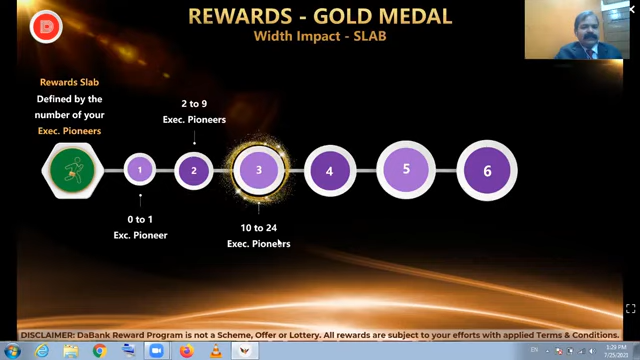 REWARDS - GOLD MEDAL
Width Impact - SLAB
D
Rewards Slab
Defined by the
number of your
Exec. Pioneers
2 to 9
Exec. Pioneers
1
2
3
4
5
6
0 to 1
Exc. Pioneer
10 to 24
Exec. Pioneers
DISCLAIMER: DaBank Reward Program is not a Scheme, Offer or Lottery. All rewards are subject to your efforts with applied Terms & Conditions.
EN